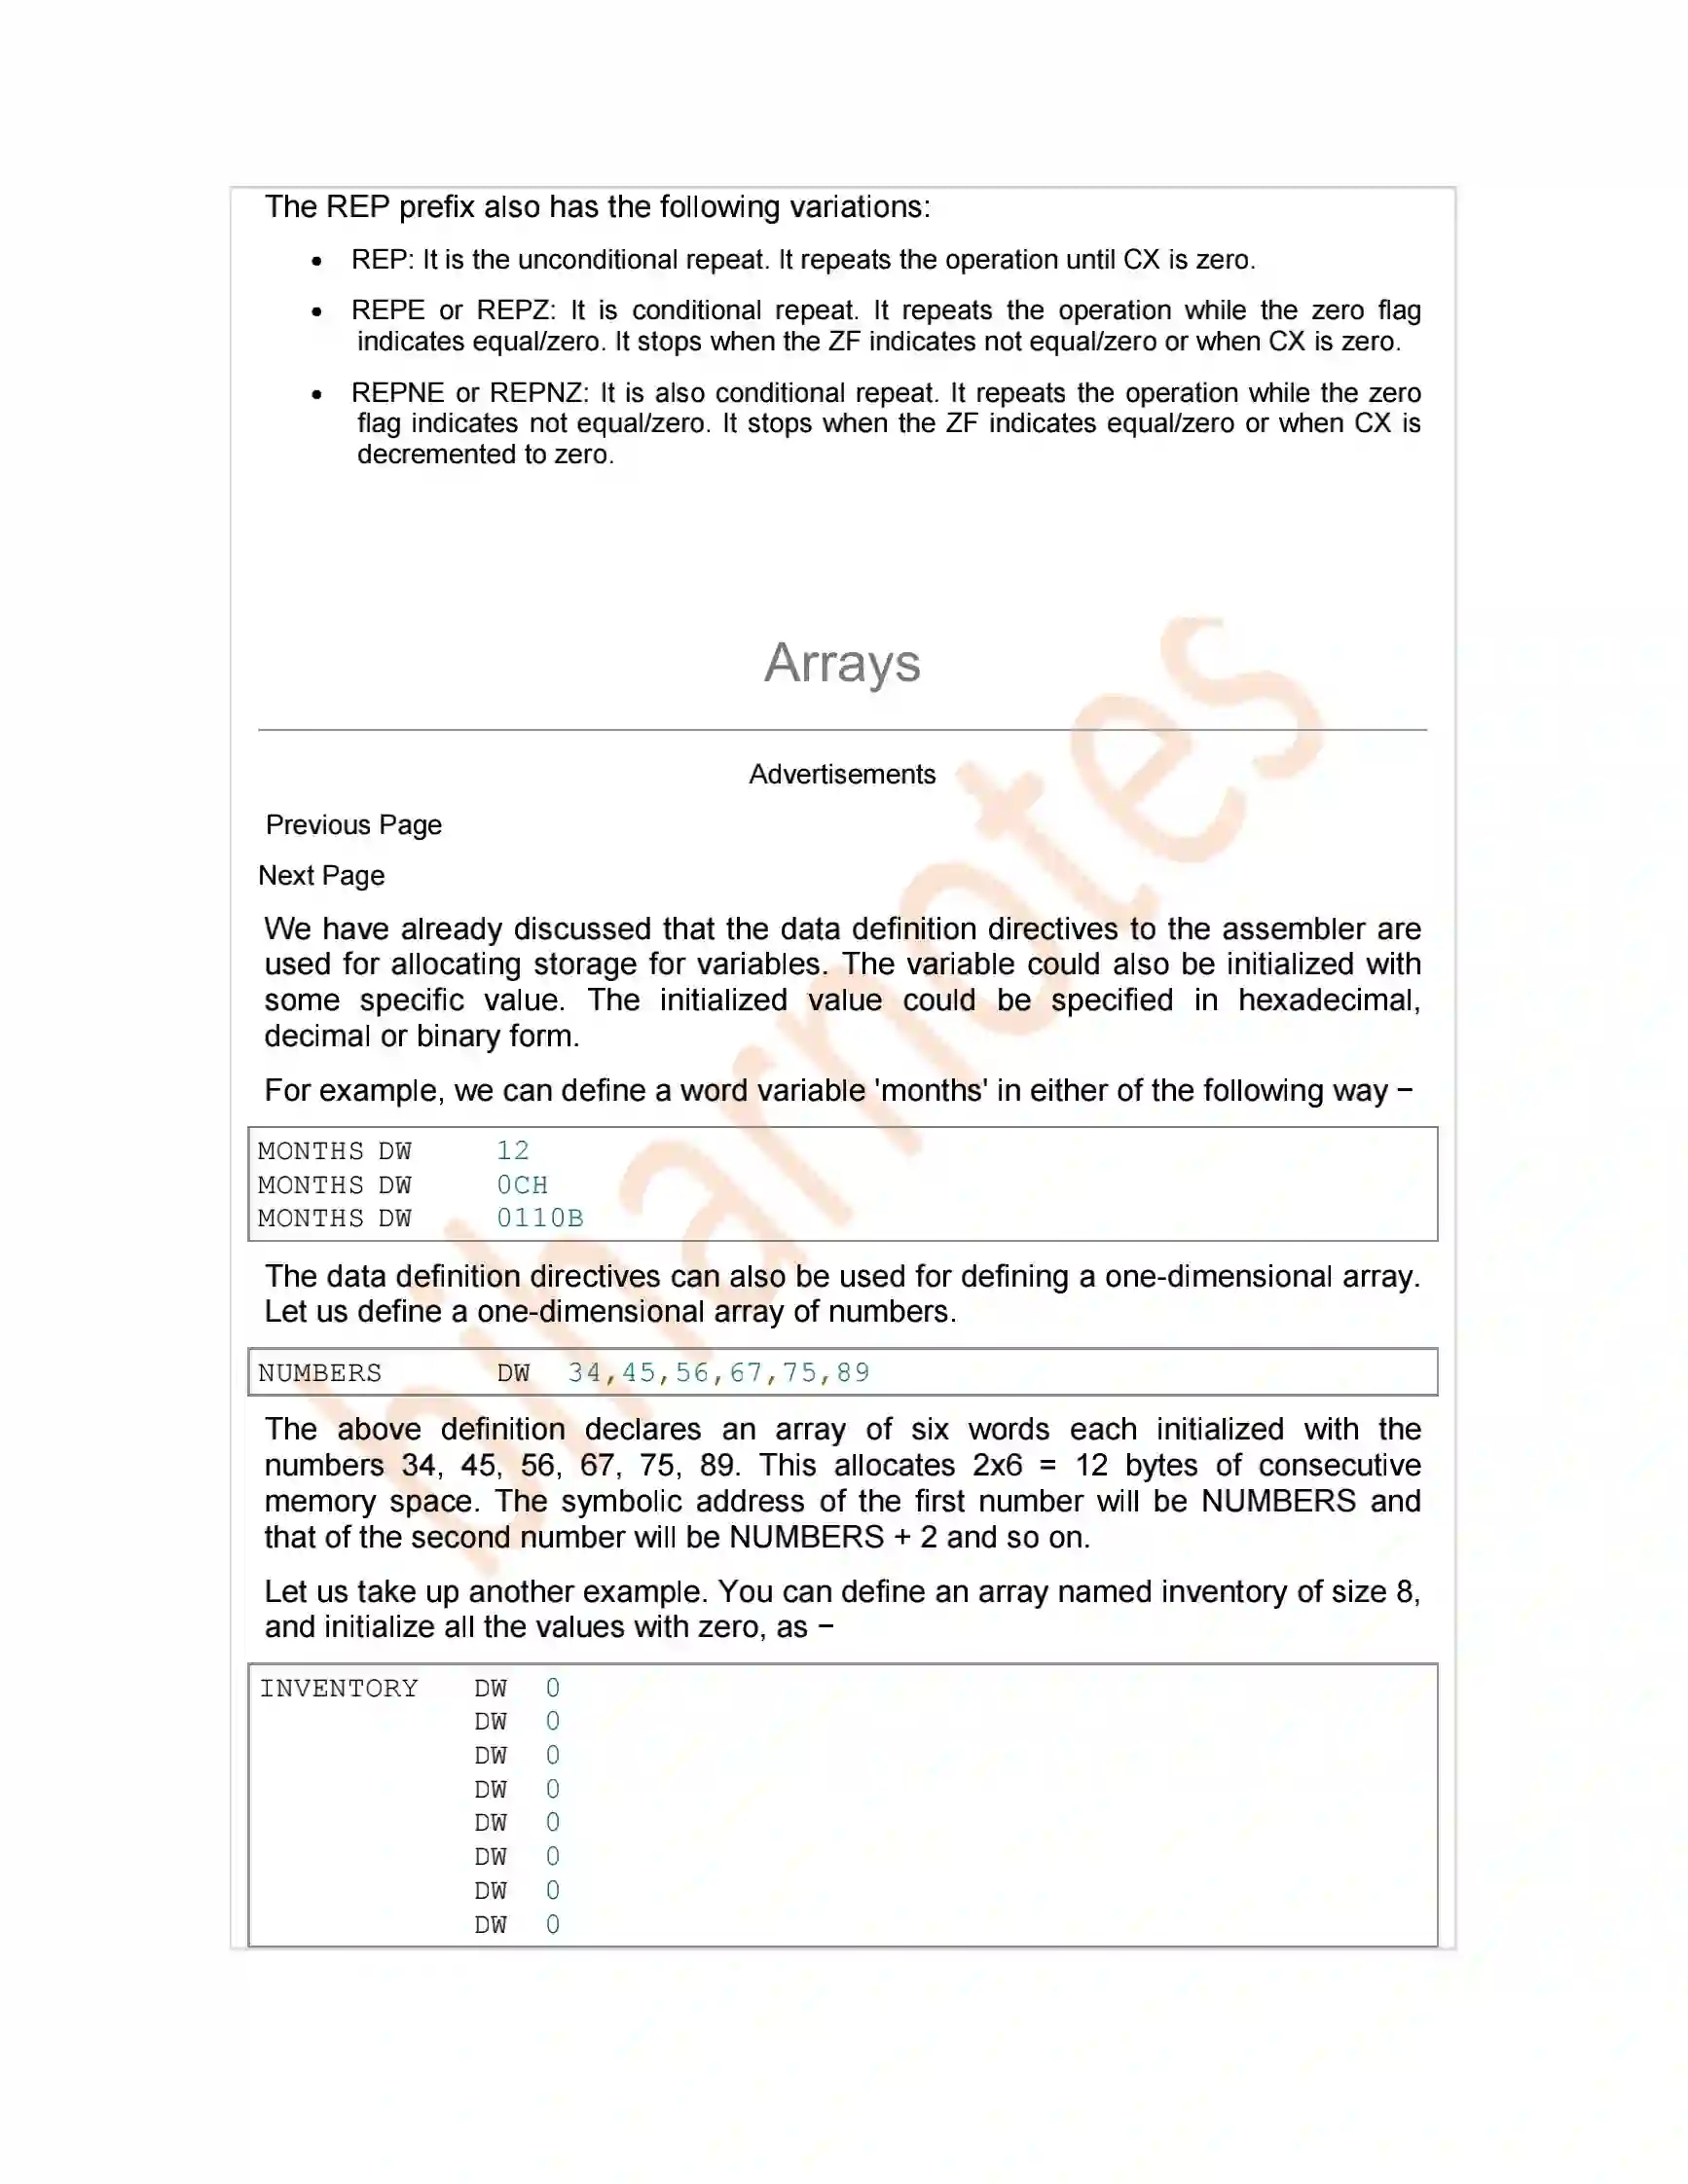 The REP prefix also has the following variations:
• REP: It is the unconditional repeat. It repeats the operation until CX is zero.
• REPE or REPZ: It is conditional repeat. It repeats the operation while the zero flag
indicates equal/zero. It stops when the ZF indicates not equal/zero or when CX is zero.
• REPNE or REPNZ: It is also conditional repeat. It repeats the operation while the zero
flag indicates not equal/zero. It stops when the ZF indicates equal/zero or when CX is
decremented to zero.
Arrays
Advertisements
Previous Page
Next Page
We have already discussed that the data definition directives to the assembler are
used for allocating storage for variables. The variable could also be initialized with
some specific value. The initialized value could be specified in hexadecimal,
decimal or binary form.
For example, we can define a word variable 'months' in either of the following way −
MONTHS DW 12
MONTHS DW 0CH
MONTHS DW 0110B
The data definition directives can also be used for defining a one-dimensional array.
Let us define a one-dimensional array of numbers.
NUMBERS DW 34,45,56,67,75,89
The above definition declares an array of six words each initialized with the
numbers 34, 45, 56, 67, 75, 89. This allocates 2x6 = 12 bytes of consecutive
memory space. The symbolic address of the first number will be NUMBERS and
that of the second number will be NUMBERS + 2 and so on.
Let us take up another example. You can define an array named inventory of size 8,
and initialize all the values with zero, as −
INVENTORY DW 0
DW 0
DW 0
DW 0
DW 0
DW 0
DW 0
DW 0
biharnotes